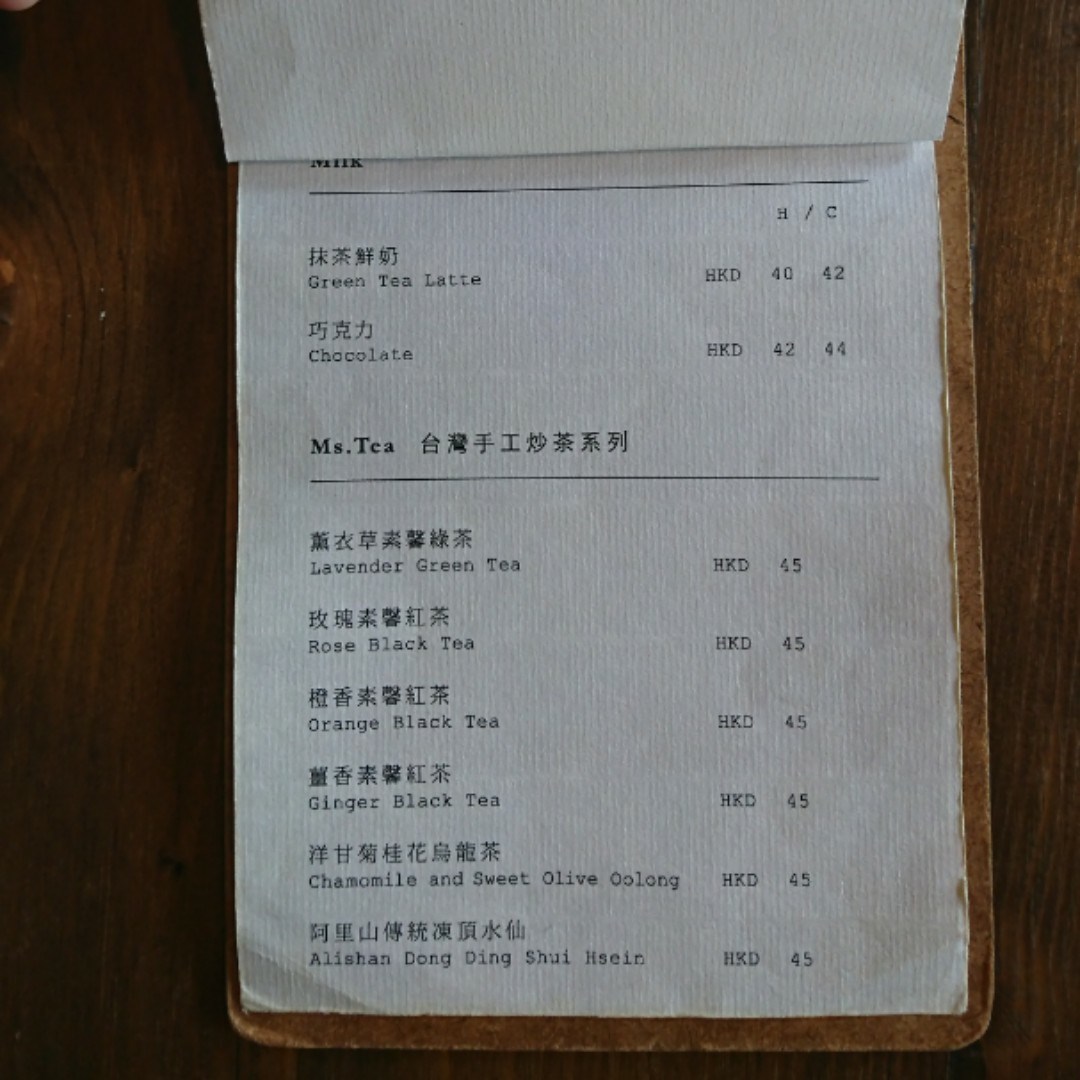 Milk
H / C
抹茶鮮奶
Green Tea Latte HKD 40 42
巧克力
Chocolate HKD 42 44
Ms.Tea 台灣手工炒茶系列
薰衣草素馨綠茶
Lavender Green Tea HKD 45
玫瑰素馨紅茶
Rose Black Tea HKD 45
橙香素馨紅茶
Orange Black Tea HKD 45
薑香素馨紅茶
Ginger Black Tea HKD 45
洋甘菊桂花烏龍茶
Chamomile and Sweet Olive Oolong HKD 45
阿里山傳統凍頂水仙
Alishan Dong Ding Shui Hsein HKD 45